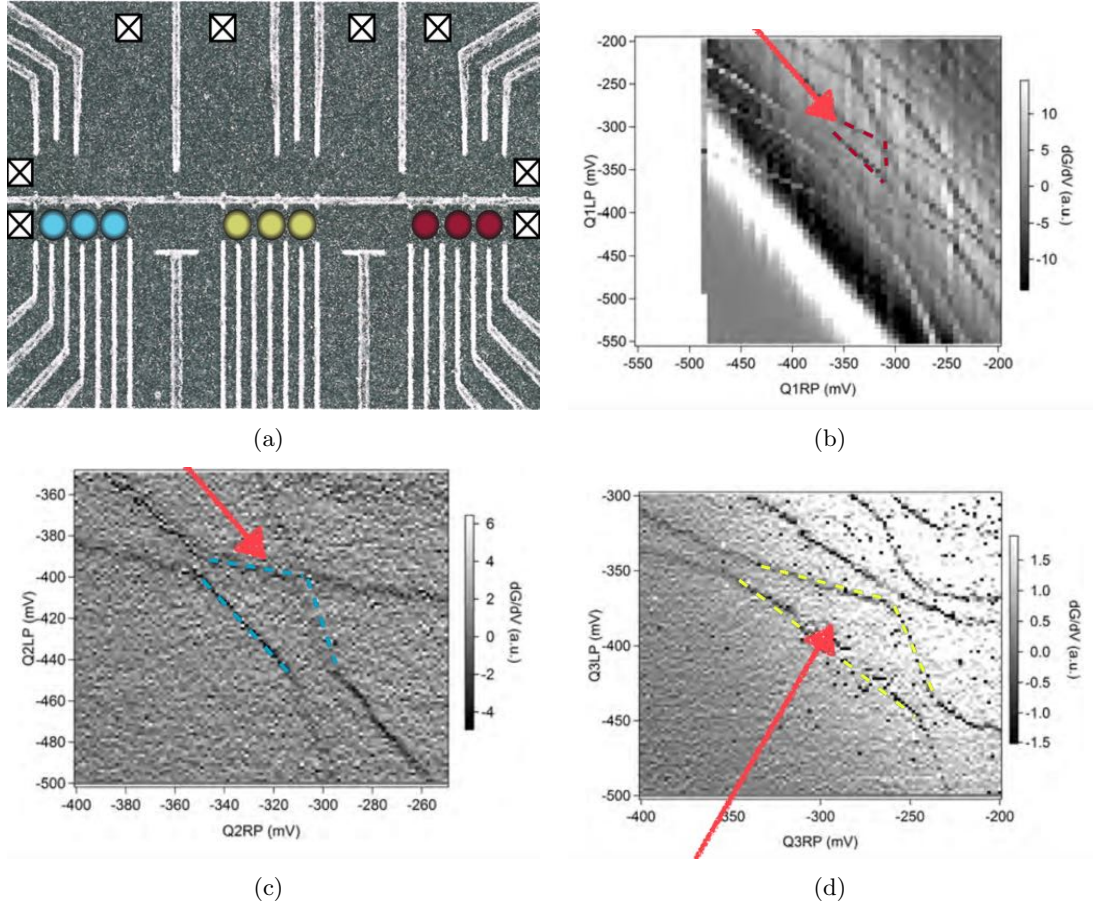 -200
-250
-300
-350
-400
-450
-500
-550
Q1LP (mV)
-550 -500 -450 -400 -350 -300 -250 -200
Q1RP (mV)
10
5
0
-5
-10
dG/dV (a.u.)
(a)
(b)
-360
-380
-400
-420
-440
-460
-480
-500
Q2LP (mV)
-400 -380 -360 -340 -320 -300 -280 -260
Q2RP (mV)
6
4
2
0
-2
-4
dG/dV (a.u.)
-300
-350
-400
-450
-500
Q3LP (mV)
-400 -350 -300 -250 -200
Q3RP (mV)
1.5
1.0
0.5
0.0
-0.5
-1.0
-1.5
dG/dV (a.u.)
(c)
(d)